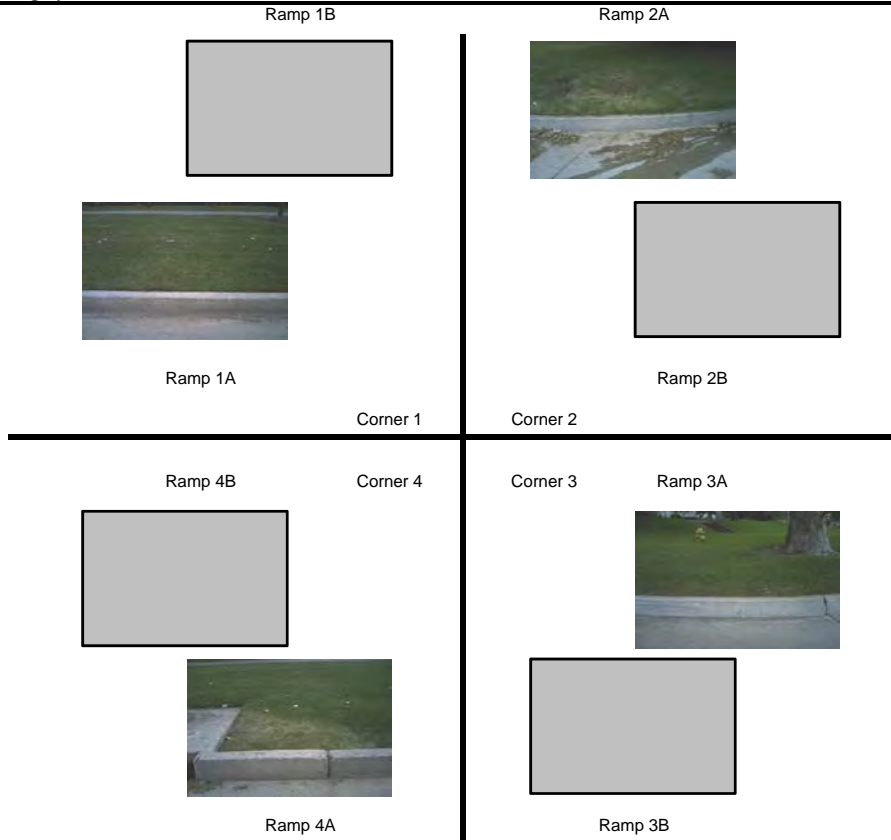 Ramp 1B Ramp 2A
Ramp 1A Ramp 2B
Corner 1 Corner 2
Ramp 4B Corner 4 Corner 3 Ramp 3A
Ramp 4A Ramp 3B